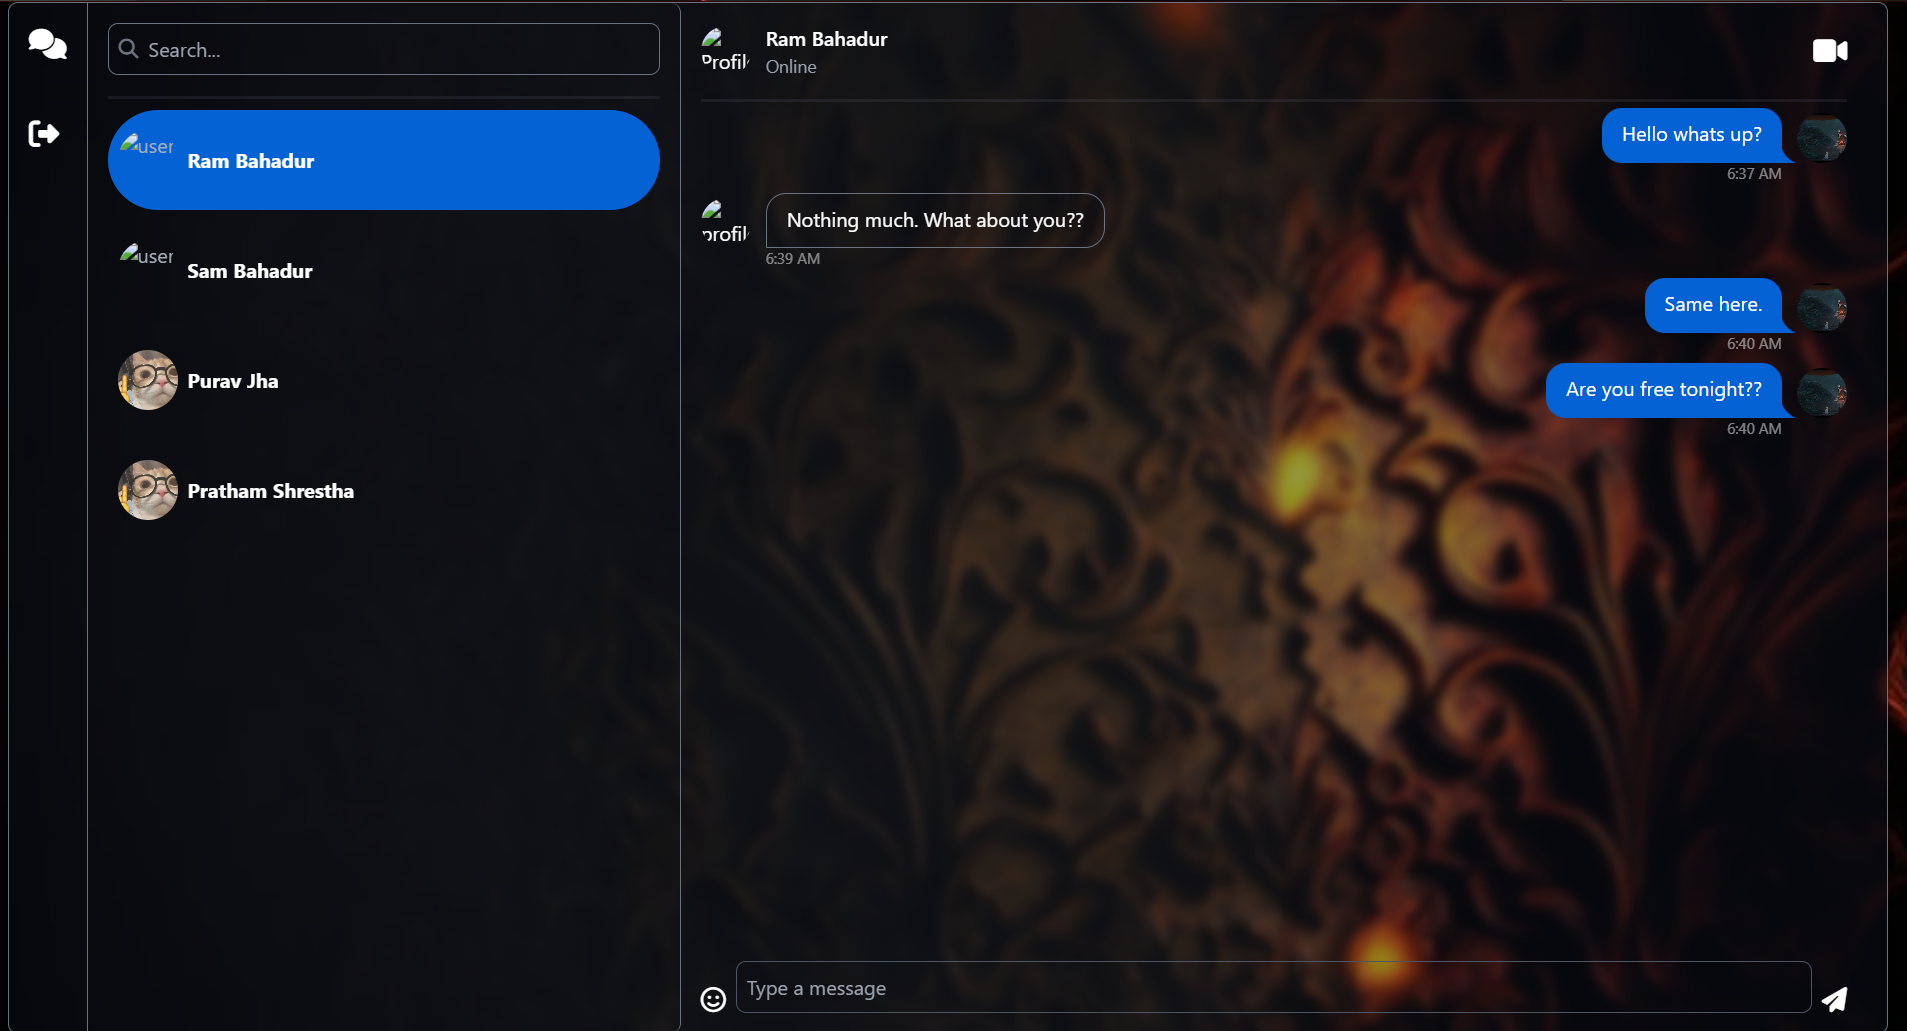 Search...
user
Ram Bahadur
user
Sam Bahadur
Purav Jha
Pratham Shrestha
Profil
Ram Bahadur
Online
Hello whats up?
6:37 AM
profil
Nothing much. What about you??
6:39 AM
Same here.
6:40 AM
Are you free tonight??
6:40 AM
Type a message